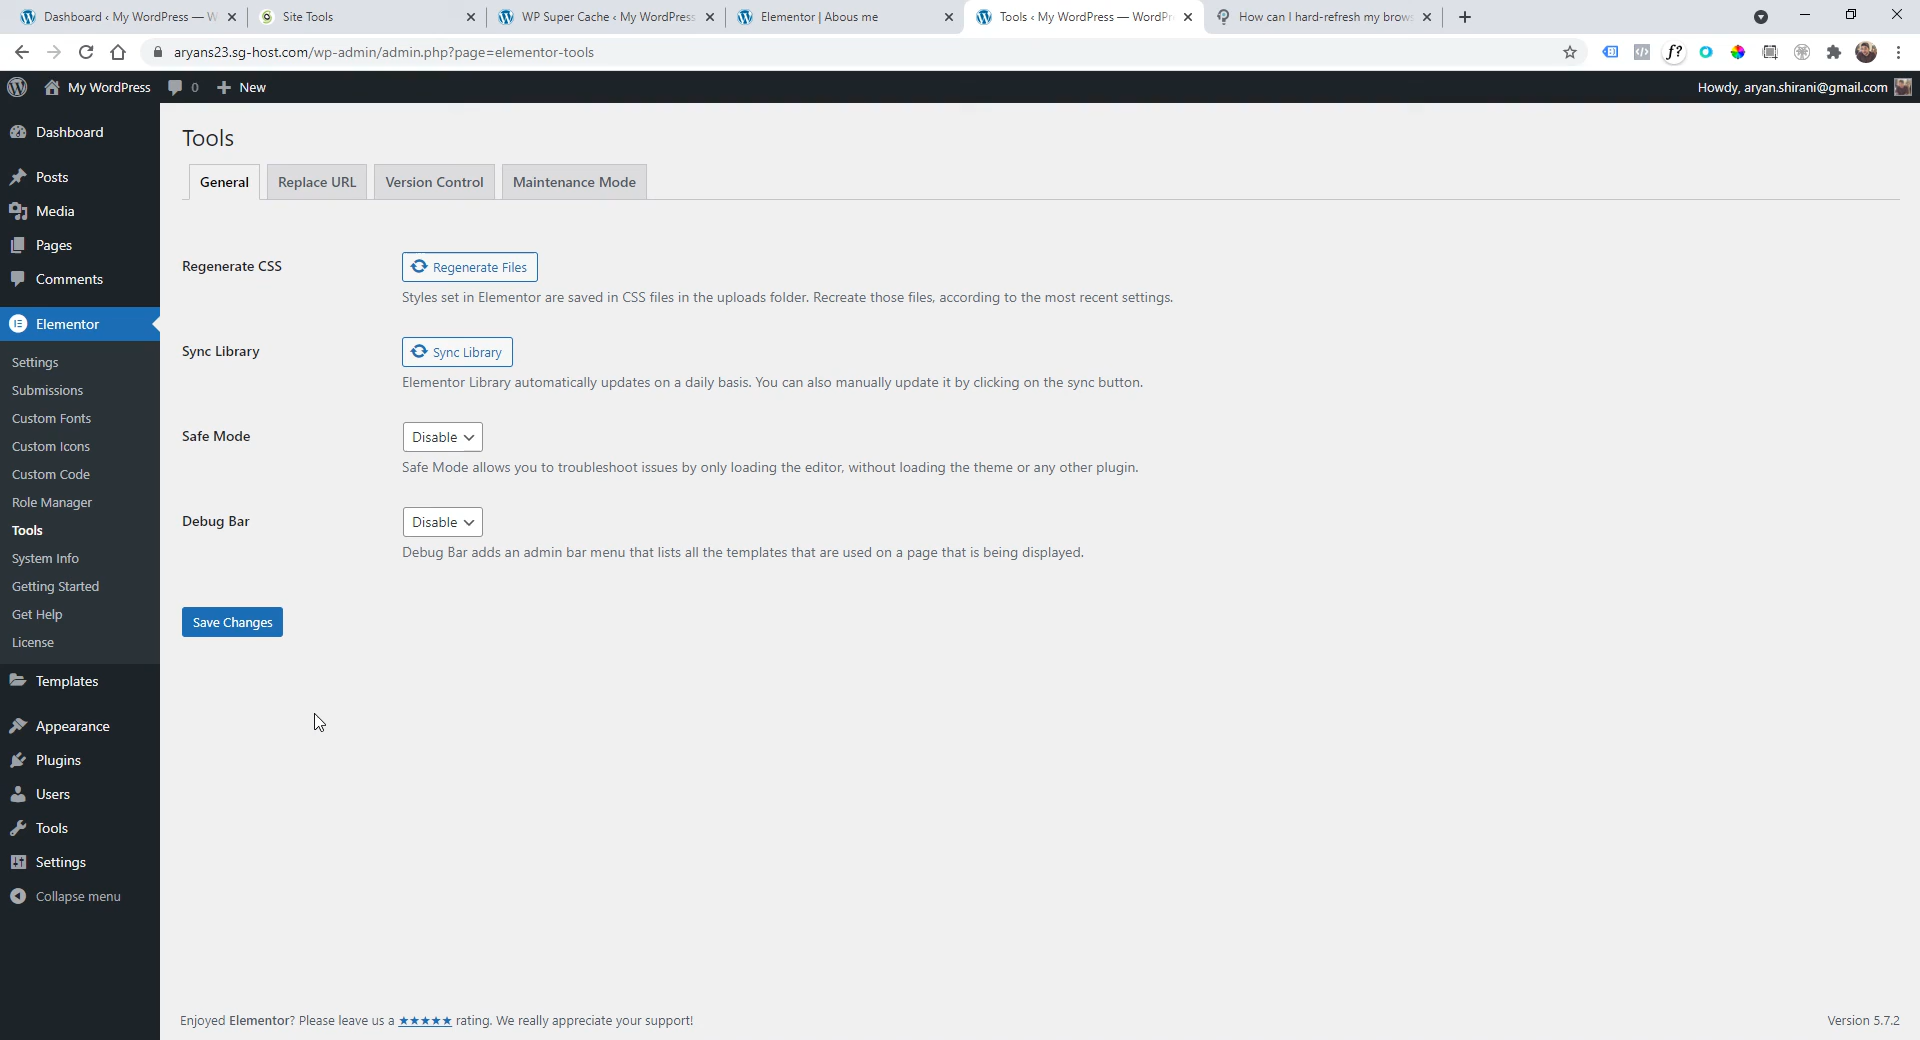 Dashboard ‹ My WordPress — W
Site Tools
WP Super Cache ‹ My WordPress
Elementor | Abous me
Tools ‹ My WordPress — WordPr
How can I hard-refresh my brows
aryans23.sg-host.com/wp-admin/admin.php?page=elementor-tools
f?
My WordPress
0
New
Howdy, aryan.shirani@gmail.com
Dashboard
Posts
Media
Pages
Comments
Elementor
Settings
Submissions
Custom Fonts
Custom Icons
Custom Code
Role Manager
Tools
System Info
Getting Started
Get Help
License
Templates
Appearance
Plugins
Users
Tools
Settings
Collapse menu
Tools
General
Replace URL
Version Control
Maintenance Mode
Regenerate CSS
Regenerate Files
Styles set in Elementor are saved in CSS files in the uploads folder. Recreate those files, according to the most recent settings.
Sync Library
Sync Library
Elementor Library automatically updates on a daily basis. You can also manually update it by clicking on the sync button.
Safe Mode
Disable
Safe Mode allows you to troubleshoot issues by only loading the editor, without loading the theme or any other plugin.
Debug Bar
Disable
Debug Bar adds an admin bar menu that lists all the templates that are used on a page that is being displayed.
Save Changes
Enjoyed Elementor? Please leave us a ★★★★★ rating. We really appreciate your support!
Version 5.7.2